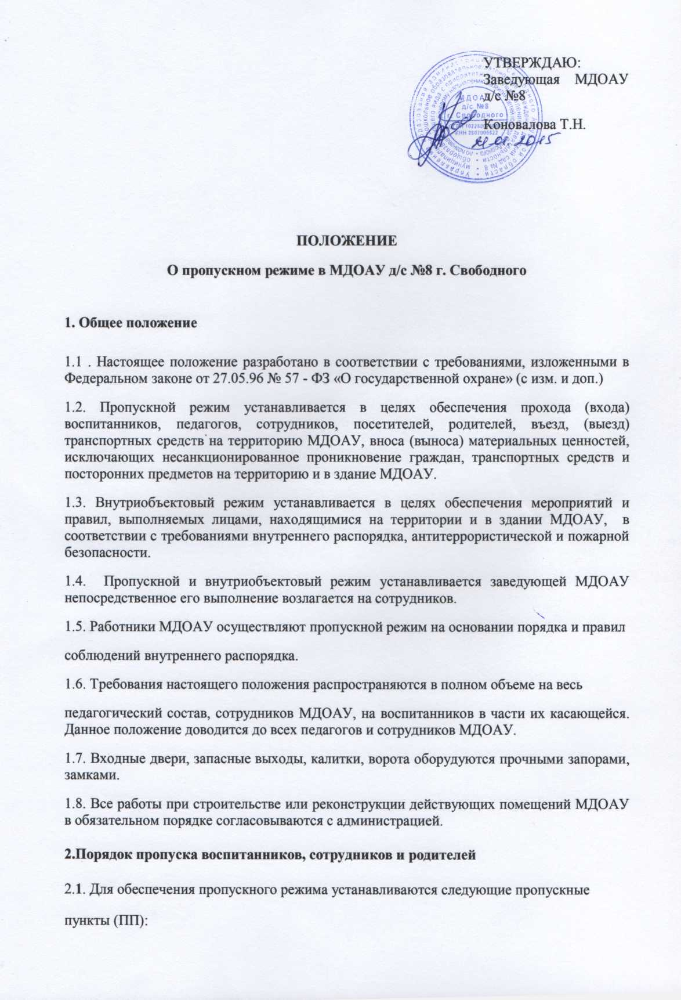 УТВЕРЖДАЮ:
Заведующая МДОАУ
д/с №8
Коновалова Т.Н.
МДОАУ
д/с №8
г. Свободного
ИНН 2807006822
21.01.2015
ПОЛОЖЕНИЕ
О пропускном режиме в МДОАУ д/с №8 г. Свободного
1. Общее положение
1.1 . Настоящее положение разработано в соответствии с требованиями, изложенными в
Федеральном законе от 27.05.96 № 57 - ФЗ «О государственной охране» (с изм. и доп.)
1.2. Пропускной режим устанавливается в целях обеспечения прохода (входа)
воспитанников, педагогов, сотрудников, посетителей, родителей, въезд, (выезд)
транспортных средств на территорию МДОАУ, вноса (выноса) материальных ценностей,
исключающих несанкционированное проникновение граждан, транспортных средств и
посторонних предметов на территорию и в здание МДОАУ.
1.3. Внутриобъектовый режим устанавливается в целях обеспечения мероприятий и
правил, выполняемых лицами, находящимися на территории и в здании МДОАУ, в
соответствии с требованиями внутреннего распорядка, антитеррористической и пожарной
безопасности.
1.4. Пропускной и внутриобъектовый режим устанавливается заведующей МДОАУ
непосредственное его выполнение возлагается на сотрудников.
1.5. Работники МДОАУ осуществляют пропускной режим на основании порядка и правил
соблюдений внутреннего распорядка.
1.6. Требования настоящего положения распространяются в полном объеме на весь
педагогический состав, сотрудников МДОАУ, на воспитанников в части их касающейся.
Данное положение доводится до всех педагогов и сотрудников МДОАУ.
1.7. Входные двери, запасные выходы, калитки, ворота оборудуются прочными запорами,
замками.
1.8. Все работы при строительстве или реконструкции действующих помещений МДОАУ
в обязательном порядке согласовываются с администрацией.
2.Порядок пропуска воспитанников, сотрудников и родителей
2.1. Для обеспечения пропускного режима устанавливаются следующие пропускные
пункты (ПП):